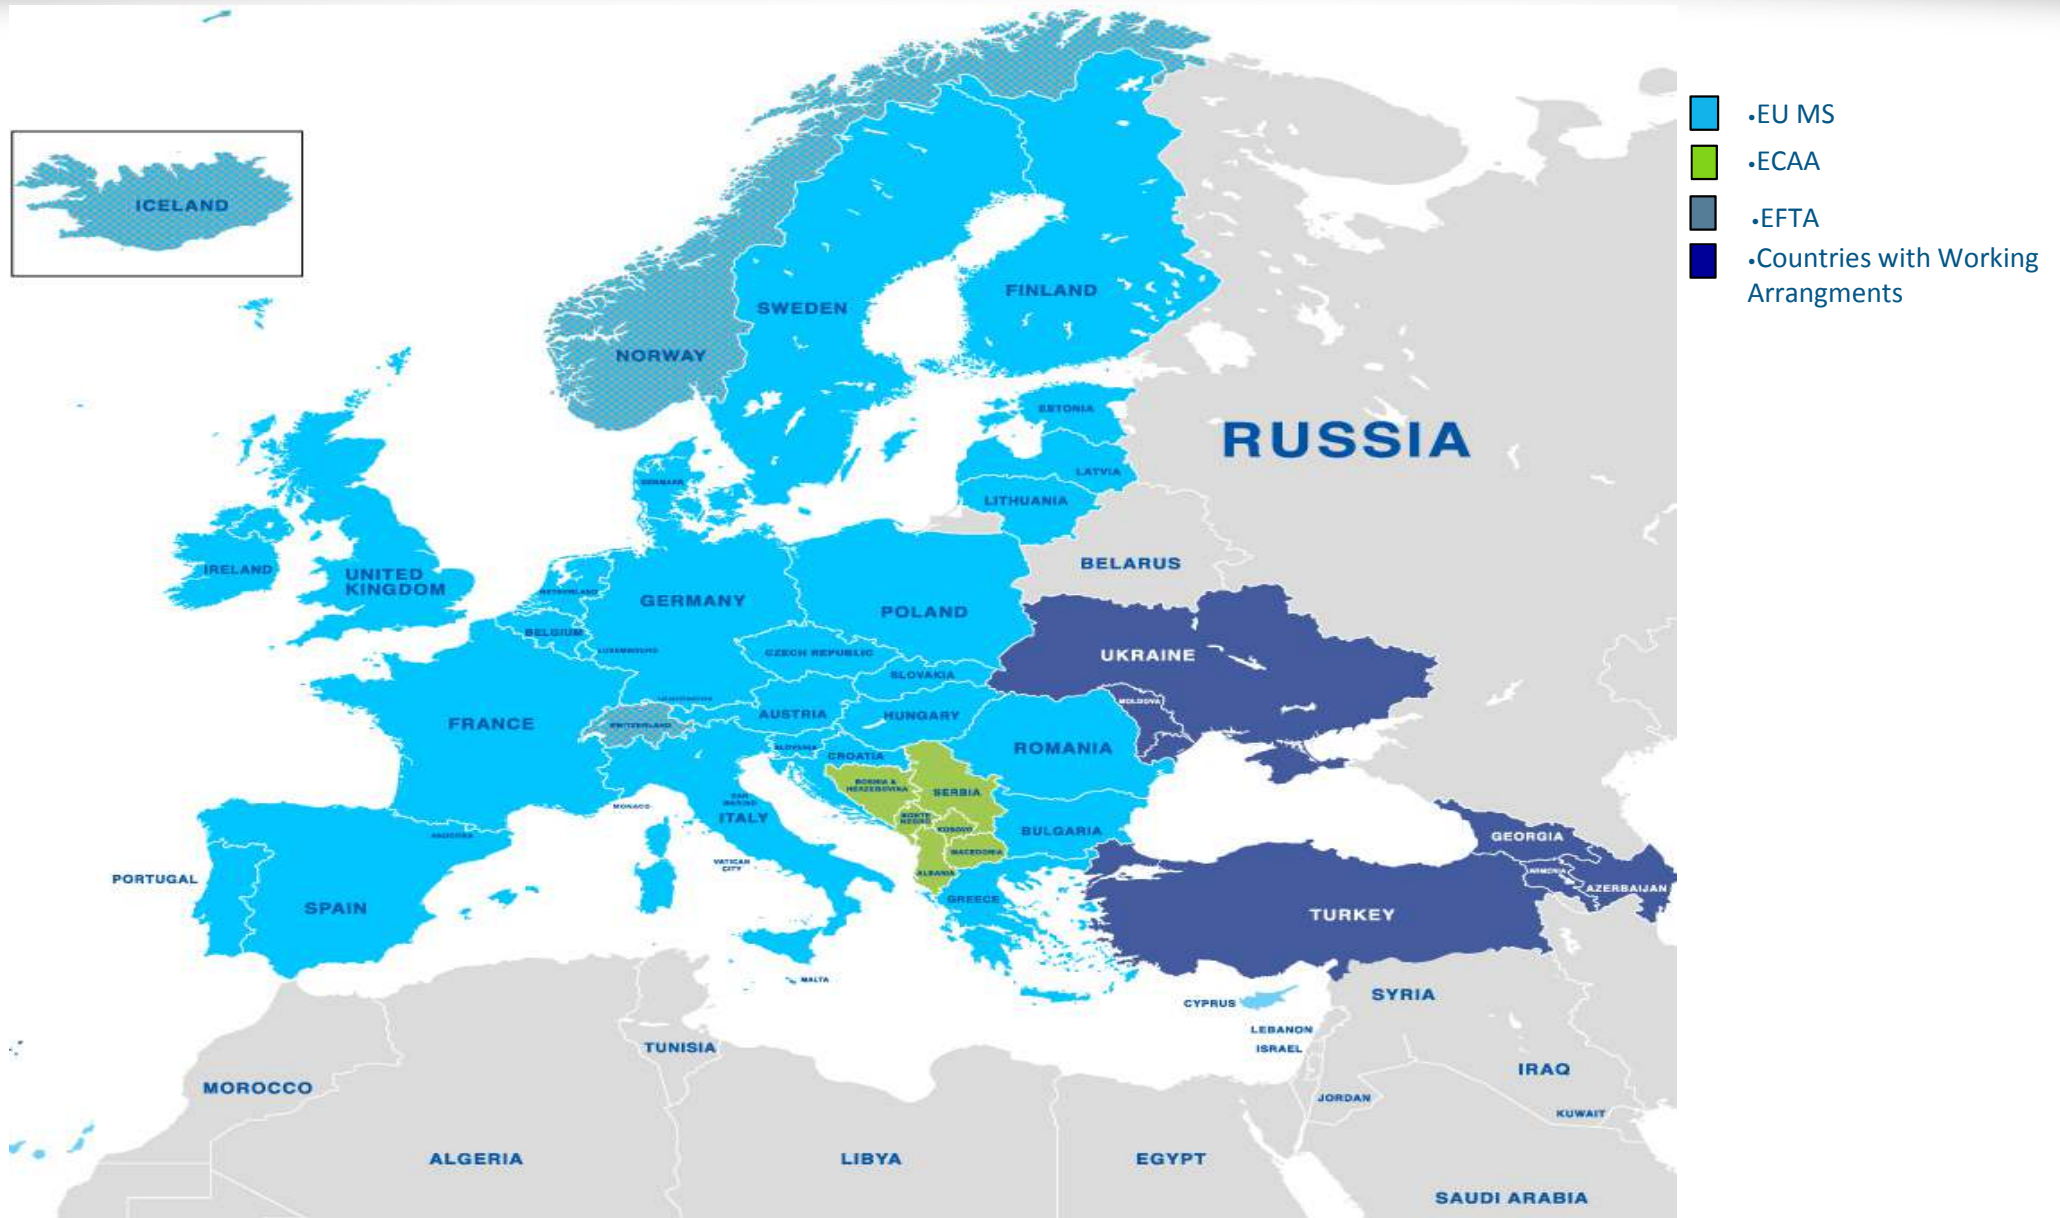 •EU MS
•ECAA
•EFTA
•Countries with Working
Arrangments
ICELAND
NORWAY
SWEDEN
FINLAND
ESTONIA
LATVIA
LITHUANIA
RUSSIA
DENMARK
BELARUS
IRELAND
UNITED
KINGDOM
NETHERLAND
GERMANY
POLAND
BELGIUM
LUXEMBOURG
CZECH REPUBLIC
UKRAINE
SLOVAKIA
LIECHTENSTEIN
MOLDOVA
FRANCE
SWITZERLAND
AUSTRIA
HUNGARY
SLOVENIA
CROATIA
ROMANIA
BOSNIA &
HERZEGOVINA
SERBIA
MONACO
SAN
MARINO
ITALY
MONTE
NEGRO
KOSOVO
BULGARIA
GEORGIA
ANDORRA
MACEDONIA
VATICAN
CITY
ALBANIA
ARMENIA
AZERBAIJAN
PORTUGAL
SPAIN
GREECE
TURKEY
MALTA
CYPRUS
SYRIA
LEBANON
ISRAEL
TUNISIA
IRAQ
MOROCCO
JORDAN
KUWAIT
ALGERIA
LIBYA
EGYPT
SAUDI ARABIA